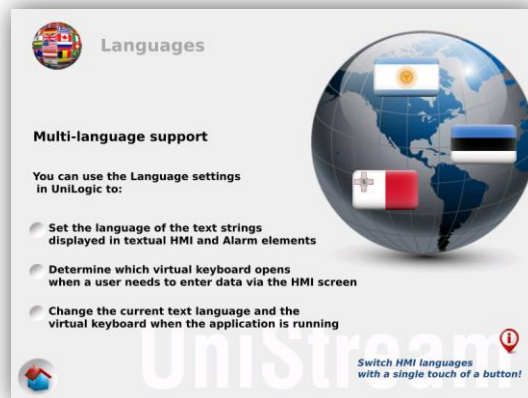 Languages
Multi-language support
You can use the Language settings
in UniLogic to:
Set the language of the text strings
displayed in textual HMI and Alarm elements
Determine which virtual keyboard opens
when a user needs to enter data via the HMI screen
Change the current text language and the
virtual keyboard when the application is running
UniStream
i
Switch HMI languages
with a single touch of a button!